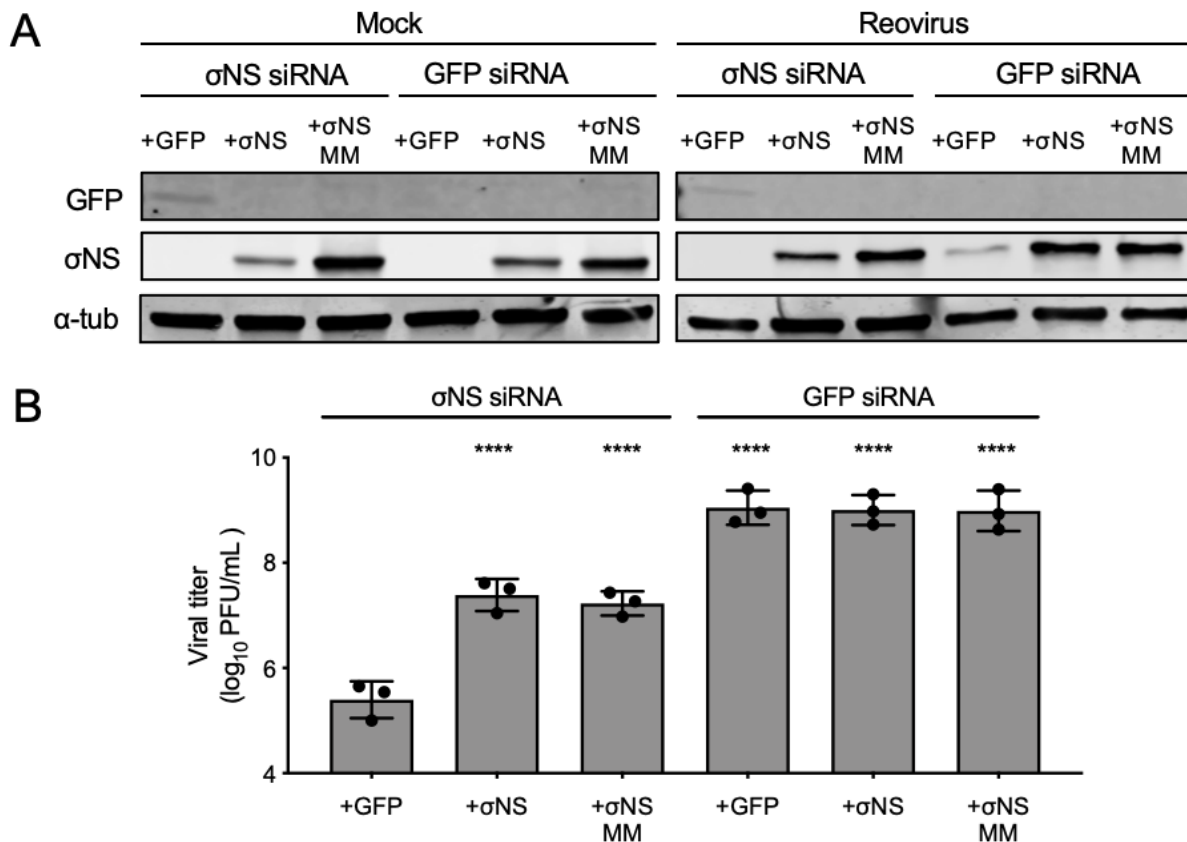 A
Mock
Reovirus
σNS siRNA
GFP siRNA
σNS siRNA
GFP siRNA
+GFP
+σNS
+σNS
MM
+GFP
+σNS
+σNS
MM
+GFP
+σNS
+σNS
MM
+GFP
+σNS
+σNS
MM
GFP
σNS
α-tub
B
σNS siRNA
GFP siRNA
**** **** **** **** ****
10
8
6
4
Viral titer
(log10 PFU/mL )
+GFP
+σNS
+σNS
MM
+GFP
+σNS
+σNS
MM